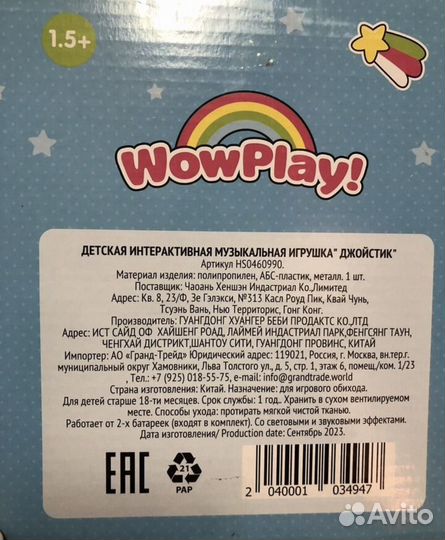 1.5+
WowPlay!
ДЕТСКАЯ ИНТЕРАКТИВНАЯ МУЗЫКАЛЬНАЯ ИГРУШКА" ДЖОЙСТИК"
Артикул HS0460990.
Материал изделия: полипропилен, АБС-пластик, металл. 1 шт.
Поставщик: Чаоань Хеншэн Индастриал Ко.,Лимитед
Адрес: Кв. 8, 23/Ф, Зе Гэлэкси, №313 Касл Роуд Пик, Квай Чунь,
Тсуэнь Вань, Нью Территориc, Гонг Конг.
Производитель: ГУАНГДОНГ ХУАНГЕР БЕБИ ПРОДАКТС КО.,ЛТД
Адрес: ИСТ САЙД ОФ ХАЙШЕНГ РОАД, ЛАЙМЕЙ ИНДАСТРИАЛ ПАРК,ФЕНГСЯНГ ТАУН,
ЧЕНГХАЙ ДИСТРИКТ,ШАНТОУ СИТИ, ГУАНГДОНГ ПРОВИНС, КИТАЙ
Импортер: АО «Гранд-Трейд» Юридический адрес: 119021, Россия, г. Москва, вн.тер.г.
муниципальный округ Хамовники, Льва Толстого ул., д. 5, стр. 1, этаж 6, помещ./ком. 1/23
, Тел.: +7 (925) 018-55-75, e-mail: info@grandtrade.world
Страна изготовления: Китай. Назначение: для игрового обихода.
Для детей старше 18-ти месяцев. Срок службы: 1 год.. Хранить в сухом вентилируемом
месте. Способы ухода: протирать мягкой чистой тканью.
Работает от 2-х батареек (входят в комплект). Со световыми и звуковыми эффектами.
Дата изготовления/ Production date: Сентябрь 2023.
EAC
21
PAP
2 040001 034947
Avito